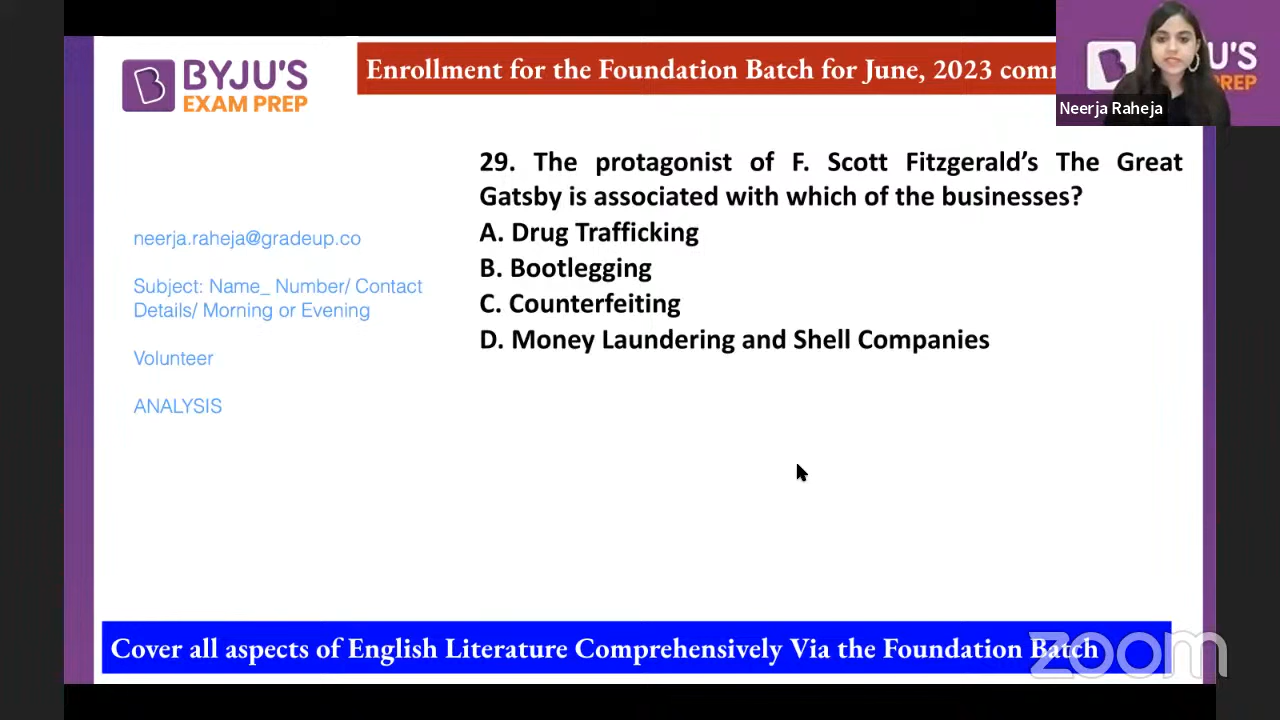 BYJU'S
EXAM PREP
Enrollment for the Foundation Batch for June, 2023
Neerja Raheja
29. The protagonist of F. Scott Fitzgerald's The Great
Gatsby is associated with which of the businesses?
A. Drug Trafficking
B. Bootlegging
C. Counterfeiting
D. Money Laundering and Shell Companies
neerja.raheja@gradeup.co
Subject: Name_ Number/ Contact
Details/ Morning or Evening
Volunteer
ANALYSIS
Cover all aspects of English Literature Comprehensively Via the Foundation Batch
zoom